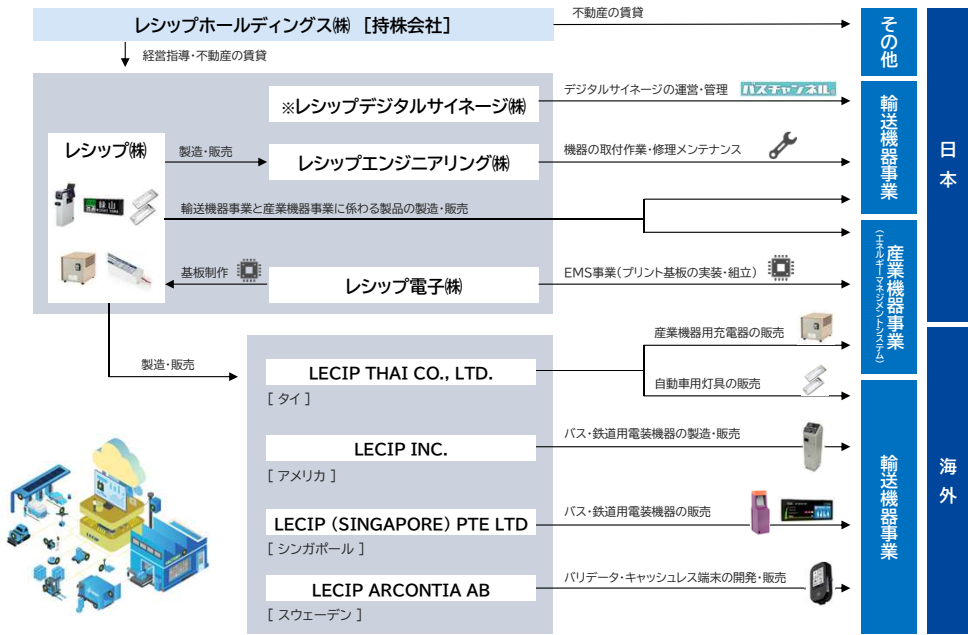 レシップホールディングス㈱ [持株会社]
不動産の賃貸
その他
経営指導・不動産の賃貸
※レシップデジタルサイネージ㈱
デジタルサイネージの運営・管理
バスチャンネル
レシップ㈱
製造・販売
レシップエンジニアリング㈱
機器の取付作業・修理メンテナンス
輸送機器事業
日本
輸送機器事業と産業機器事業に係わる製品の製造・販売
基板制作
レシップ電子㈱
EMS事業(プリント基板の実装・組立)
産業機器事業
(エネルギーマネジメントシステム)
製造・販売
LECIP THAI CO., LTD.
[ タイ ]
産業機器用充電器の販売
自動車用灯具の販売
LECIP INC.
[ アメリカ ]
バス・鉄道用電装機器の製造・販売
LECIP (SINGAPORE) PTE LTD
[ シンガポール ]
バス・鉄道用電装機器の販売
LECIP ARCONTIA AB
[ スウェーデン ]
バリデータ・キャッシュレス端末の開発・販売
輸送機器事業
海外